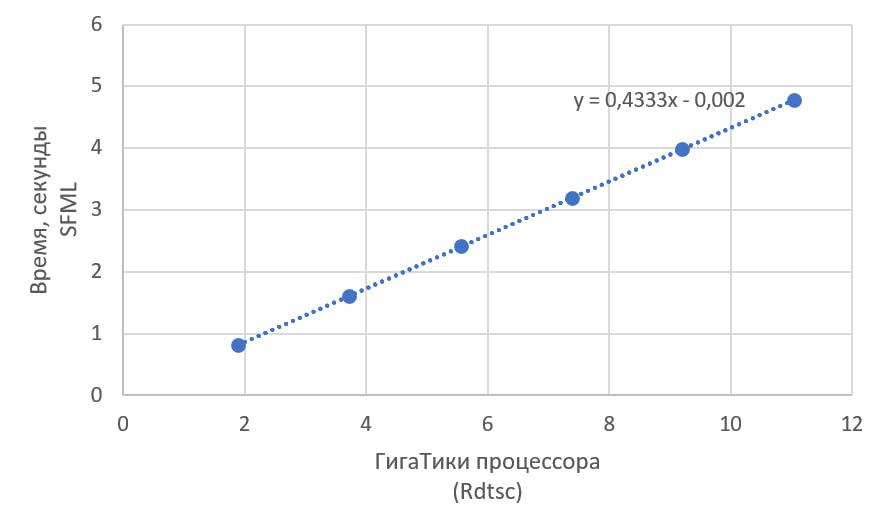 6
5
4
3
2
1
0
y = 0,4333x - 0,002
Время, секунды
SFML
0 2 4 6 8 10 12
ГигаТики процессора
(Rdtsc)